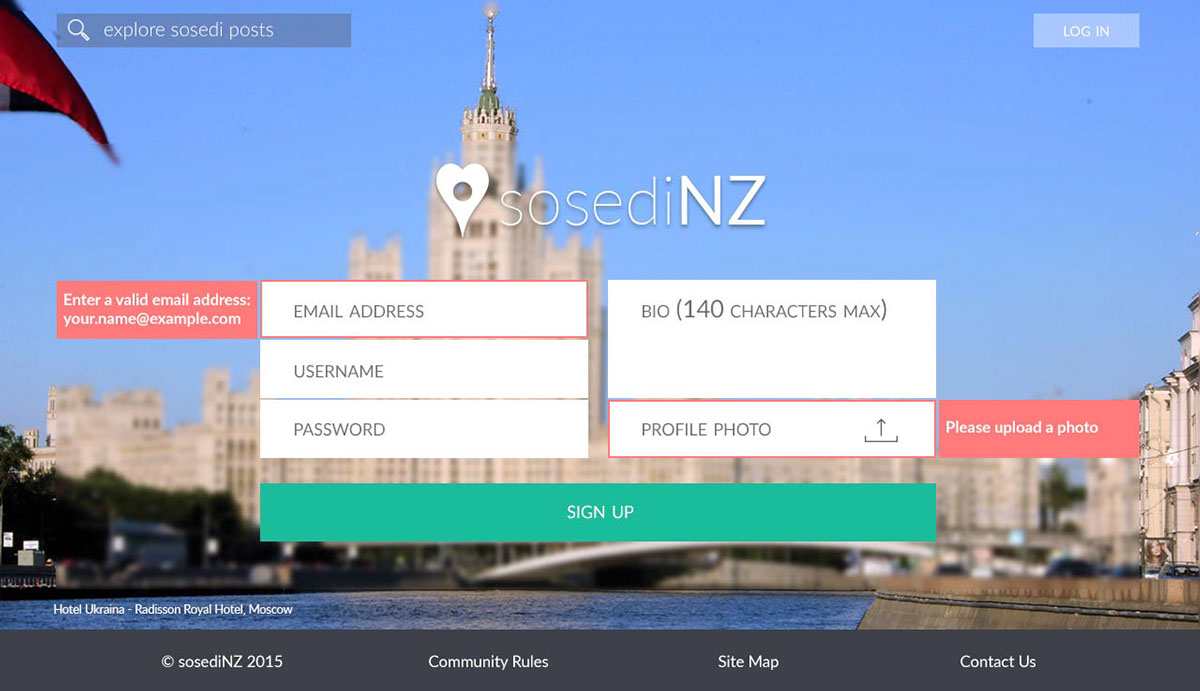 explore sosedi posts
LOG IN
sosediNZ
Enter a valid email address:
your.name@example.com
EMAIL ADDRESS
USERNAME
PASSWORD
BIO (140 CHARACTERS MAX)
PROFILE PHOTO
Please upload a photo
SIGN UP
Hotel Ukraina - Radisson Royal Hotel, Moscow
© sosediNZ 2015
Community Rules
Site Map
Contact Us